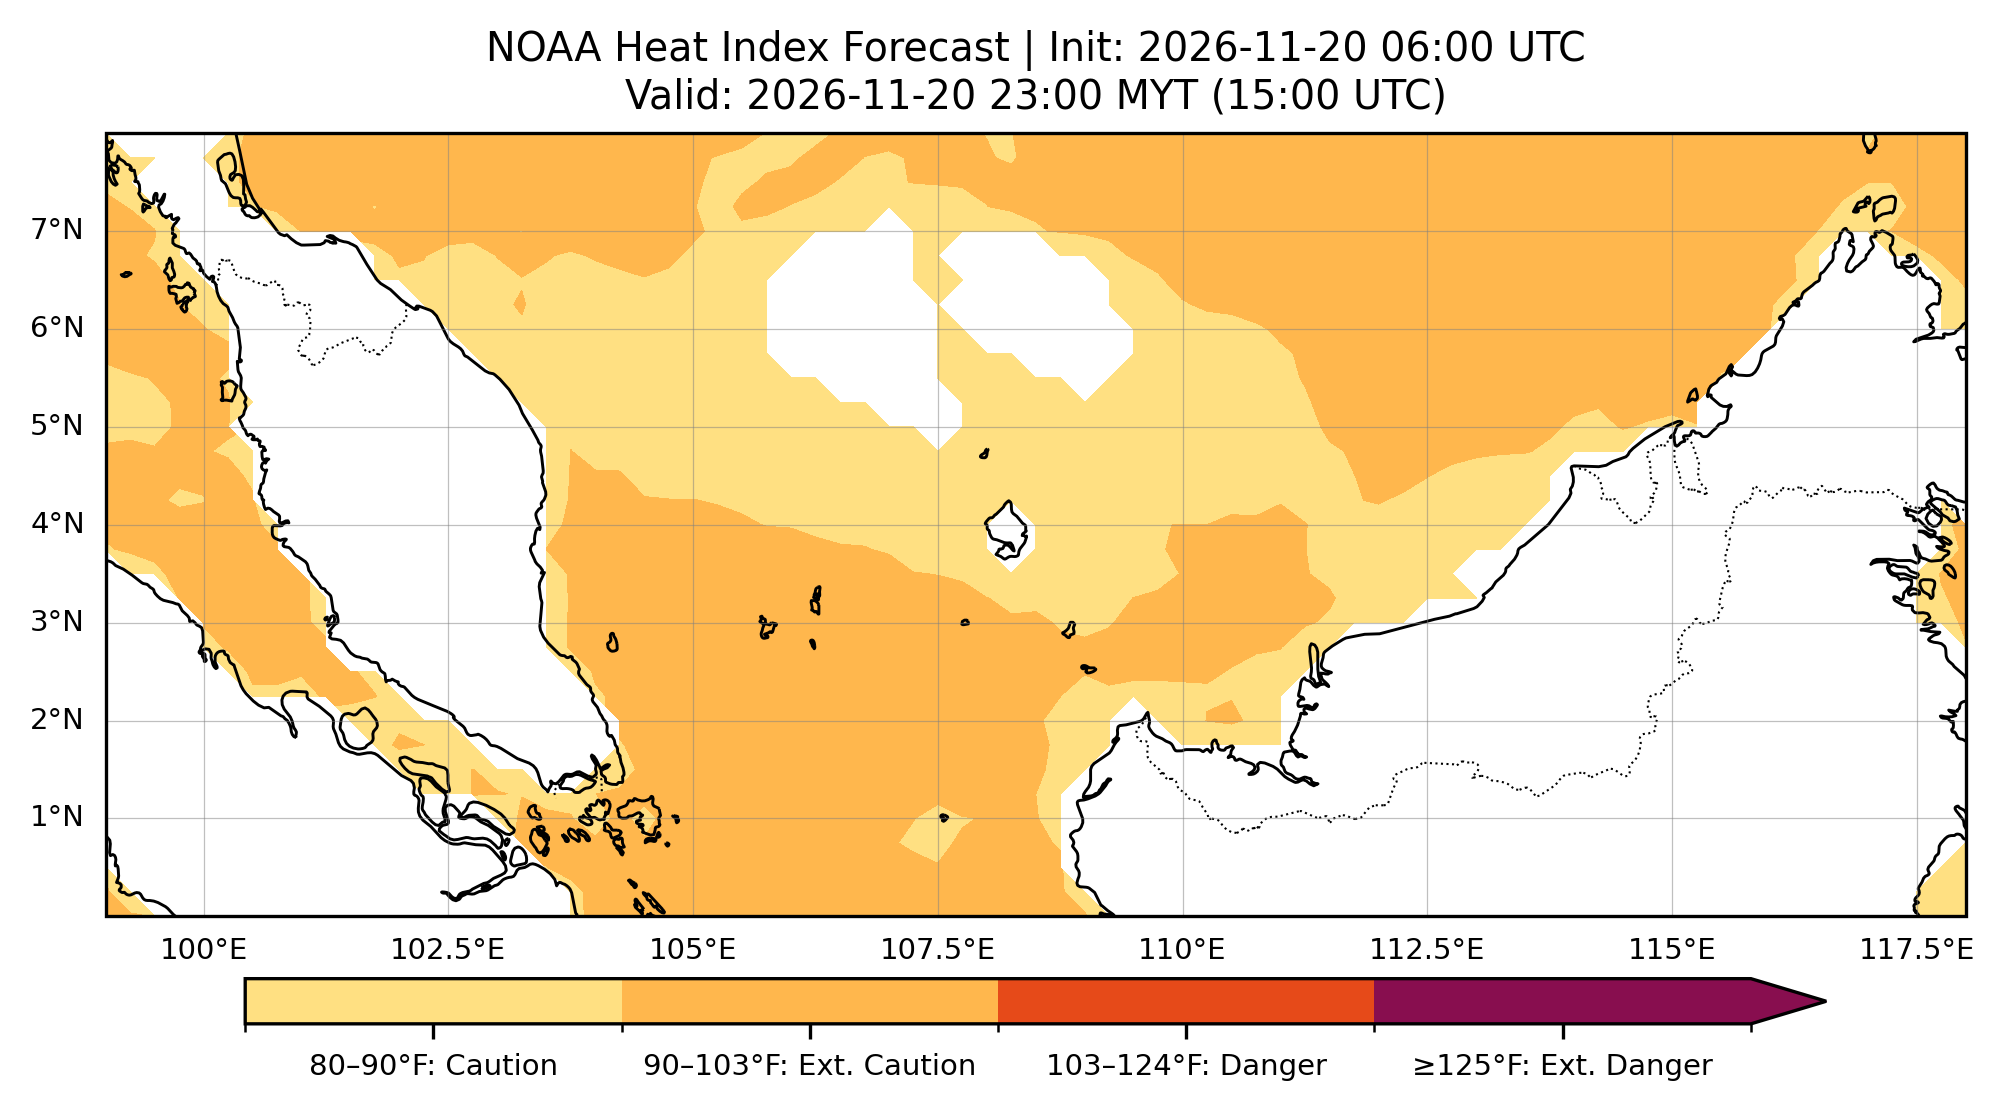 NOAA Heat Index Forecast | Init: 2026-11-20 06:00 UTC
Valid: 2026-11-20 23:00 MYT (15:00 UTC)
7°N
6°N
5°N
4°N
3°N
2°N
1°N
100°E
102.5°E
105°E
107.5°E
110°E
112.5°E
115°E
117.5°E
80–90°F: Caution
90–103°F: Ext. Caution
103–124°F: Danger
≥125°F: Ext. Danger